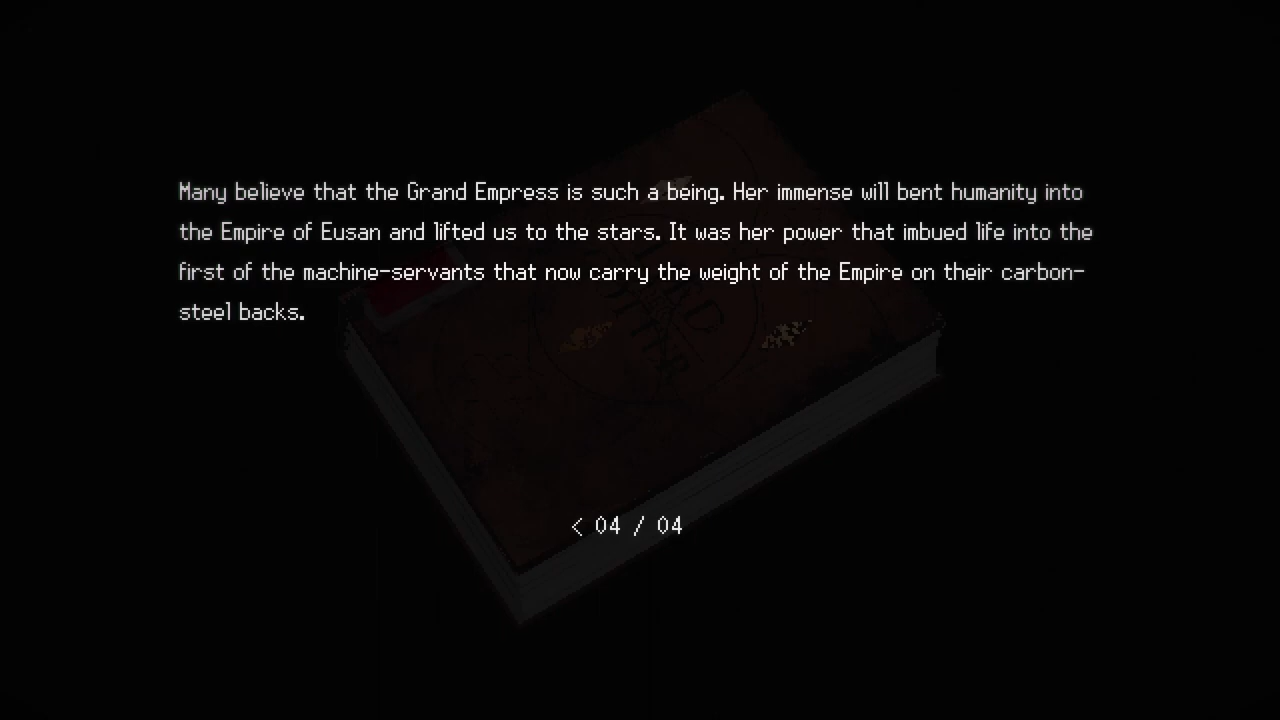 Many believe that the Grand Empress is such a being. Her immense will bent humanity into
the Empire of Eusan and lifted us to the stars. It was her power that imbued life into the
first of the machine-servants that now carry the weight of the Empire on their carbon-
steel backs.
< 04 / 04